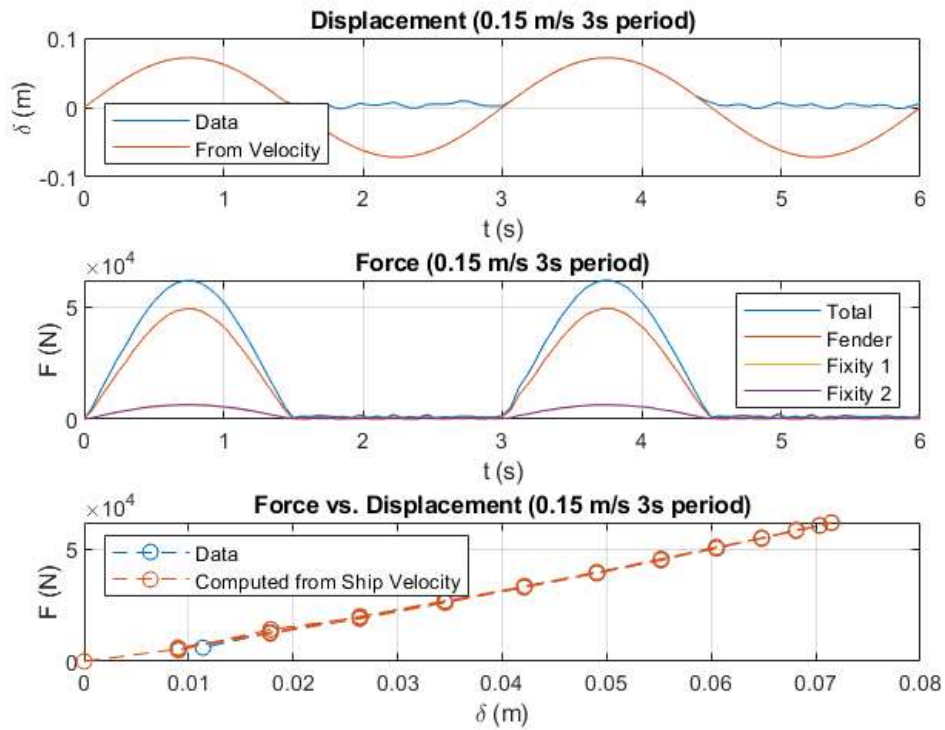 Displacement (0.15 m/s 3s period)
0.1
0
-0.1
δ (m)
Data
From Velocity
0 1 2 3 4 5 6
t (s)
×10⁴
Force (0.15 m/s 3s period)
5
0
F (N)
Total
Fender
Fixity 1
Fixity 2
0 1 2 3 4 5 6
t (s)
×10⁴
Force vs. Displacement (0.15 m/s 3s period)
5
0
F (N)
Data
Computed from Ship Velocity
0 0.01 0.02 0.03 0.04 0.05 0.06 0.07 0.08
δ (m)